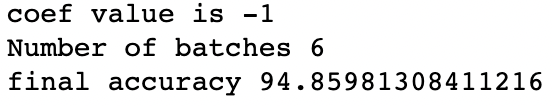 coef value is -1
Number of batches 6
final accuracy 94.85981308411216